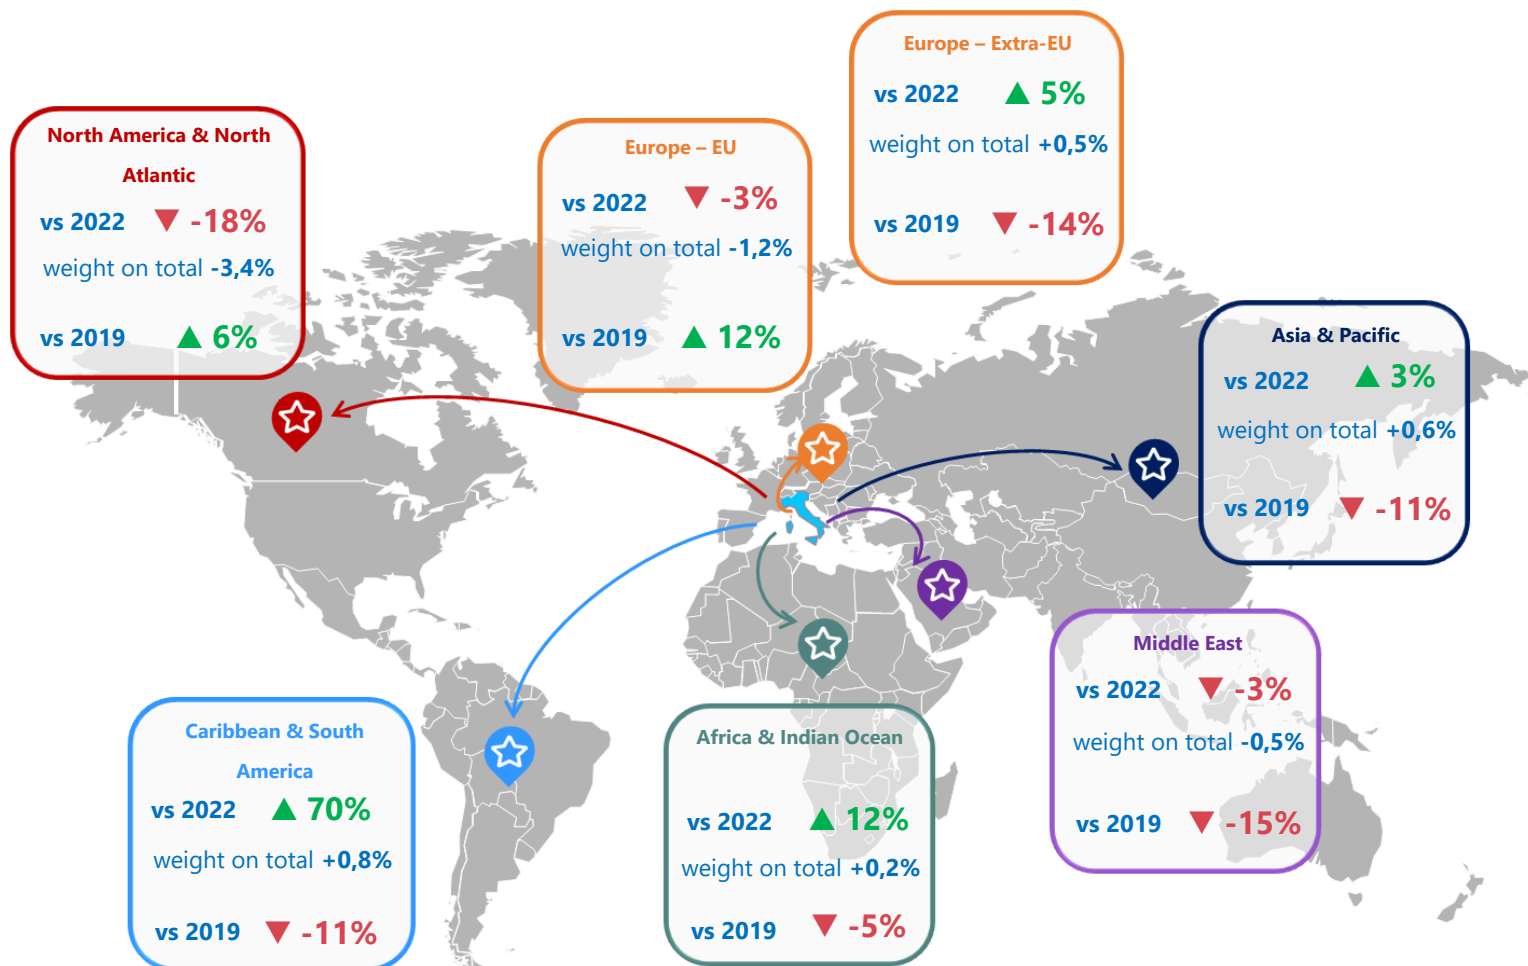 Europe – Extra-EU
vs 2022 ▲ 5%
weight on total +0,5%
vs 2019 ▼ -14%
North America & North
Atlantic
vs 2022 ▼ -18%
weight on total -3,4%
vs 2019 ▲ 6%
Europe – EU
vs 2022 ▼ -3%
weight on total -1,2%
vs 2019 ▲ 12%
Asia & Pacific
vs 2022 ▲ 3%
weight on total +0,6%
vs 2019 ▼ -11%
Middle East
vs 2022 ▼ -3%
weight on total -0,5%
vs 2019 ▼ -15%
Caribbean & South
America
vs 2022 ▲ 70%
weight on total +0,8%
vs 2019 ▼ -11%
Africa & Indian Ocean
vs 2022 ▲ 12%
weight on total +0,2%
vs 2019 ▼ -5%